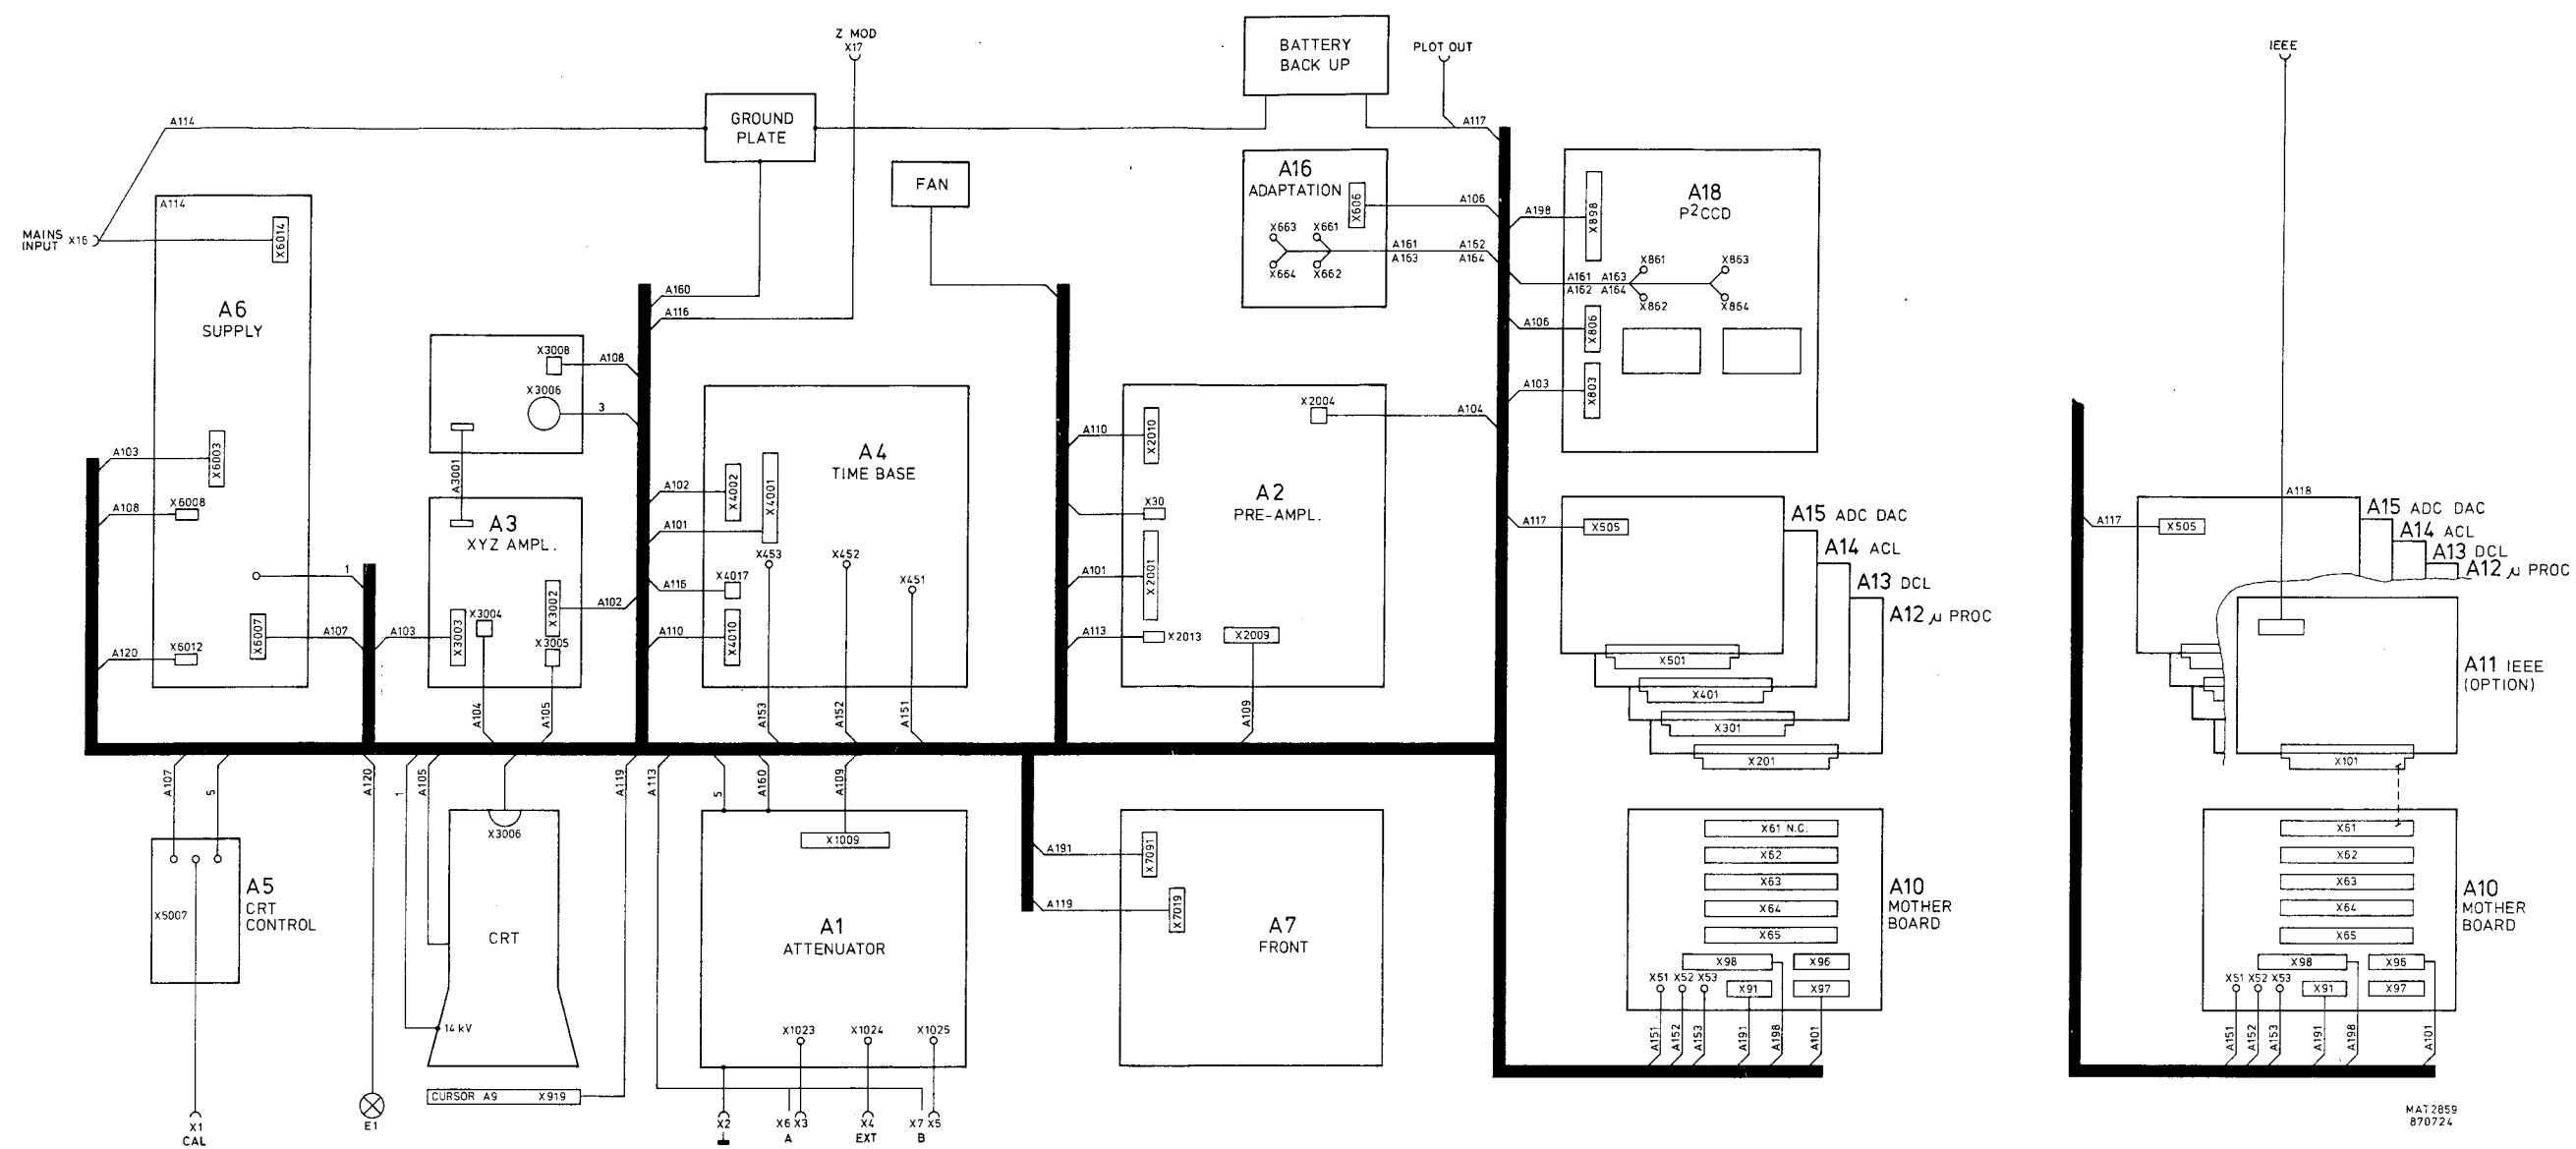 Z MOD
X17
BATTERY
BACK UP
PLOT OUT
IEEE
GROUND
PLATE
A114
A117
FAN
A16
ADAPTATION
X606
A106
X663
X661
X664
X662
A161
A163
A162
A164
A18
P²CCD
A198
X898
A161
A163
A162
A164
X861
X863
X862
X864
A106
X806
A103
X803
MAINS
INPUT X16
A114
X6014
A6
SUPPLY
A103
X6003
A108
X6008
1
X6007
A107
A120
X6012
A160
A116
X3008
A108
X3006
3
A3001
A3
XYZ AMPL.
A103
X3003
X3004
X3002
A102
X3005
A104
A105
A4
TIME BASE
A102
X4002
X4001
A101
X453
X452
X451
A116
X4017
A110
X4010
A153
A152
A151
A2
PRE-AMPL.
X2004
A104
A110
X2010
X30
A101
X2001
A113
X2013
X2009
A109
A117
X505
A15 ADC DAC
A14 ACL
A13 DCL
A12 µ PROC
X501
X401
X301
X201
A118
A117
X505
A15 ADC DAC
A14 ACL
A13 DCL
A12 µ PROC
A11 IEEE
(OPTION)
X101
A107
5
A120
1
A105
A119
A113
5
A160
A109
X5007
A5
CRT
CONTROL
X1
CAL
E1
X3006
CRT
14 kV
CURSOR A9 X919
X1009
A1
ATTENUATOR
X1023
X1024
X1025
X2
X6 X3
A
X4
EXT
X7 X5
B
A191
X7091
A119
X7019
A7
FRONT
X61 N.C.
X62
X63
X64
X65
X98
X96
X51 X52 X53
X91
X97
A10
MOTHER
BOARD
A151
A152
A153
A191
A198
A101
X61
X62
X63
X64
X65
X98
X96
X51 X52 X53
X91
X97
A10
MOTHER
BOARD
A151
A152
A153
A191
A198
A101
MAT2859
870724